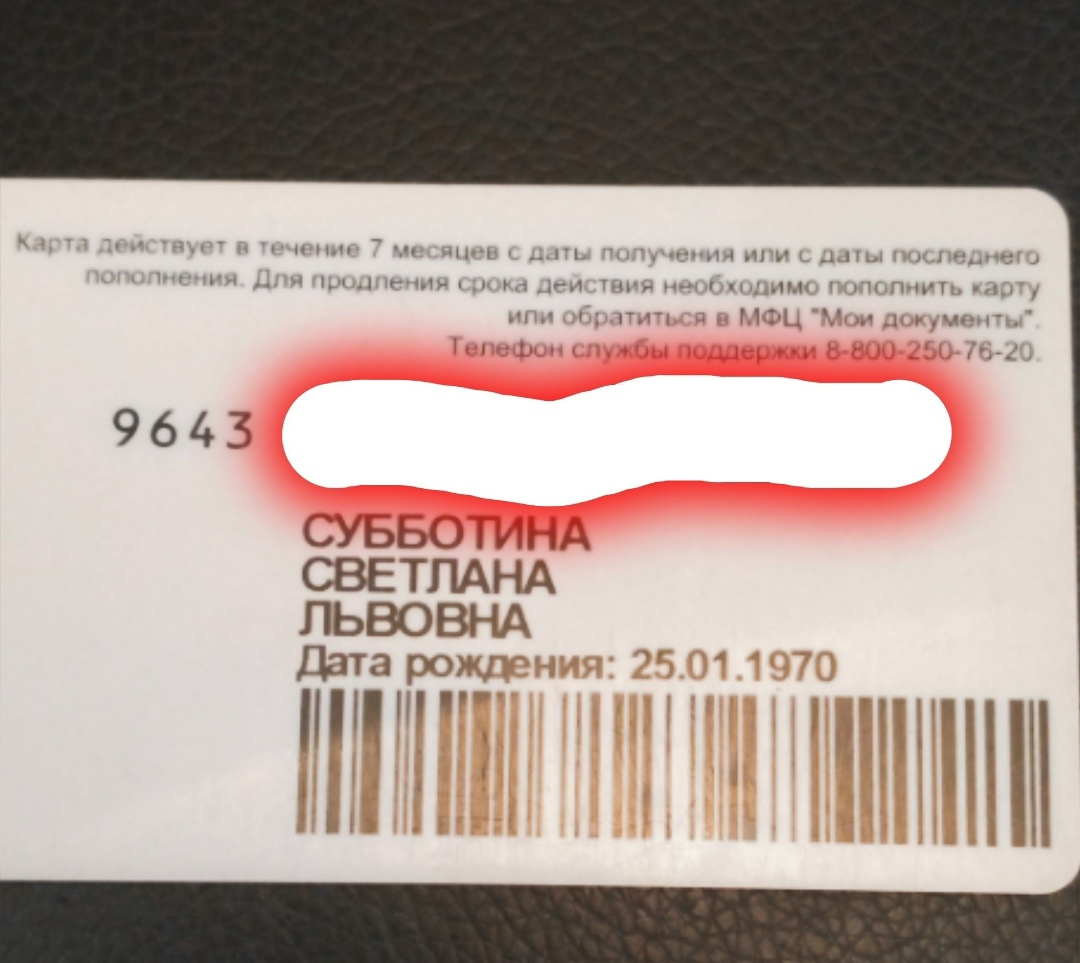 Карта действует в течение 7 месяцев с даты получения или с даты последнего
пополнения. Для продления срока действия необходимо пополнить карту
или обратиться в МФЦ "Мои документы".
Телефон службы поддержки 8-800-250-76-20.
9643
СУББОТИНА
СВЕТЛАНА
ЛЬВОВНА
Дата рождения: 25.01.1970